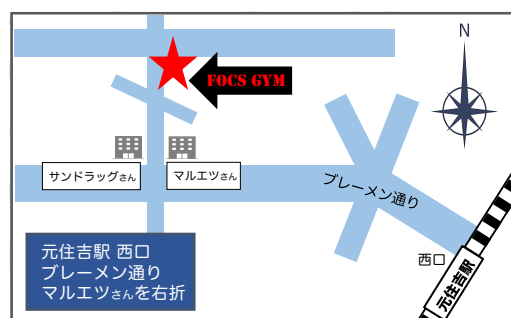 N
FOCS GYM
サンドラッグさん
マルエツさん
ブレーメン通り
西口
元住吉駅
元住吉駅 西口
ブレーメン通り
マルエツさんを右折